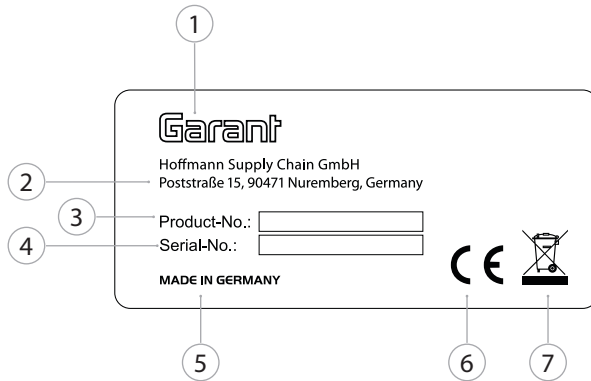 1
Garant
Hoffmann Supply Chain GmbH
2
Poststraße 15, 90471 Nuremberg, Germany
3
Product-No.:
4
Serial-No.:
MADE IN GERMANY
CE
5
6
7